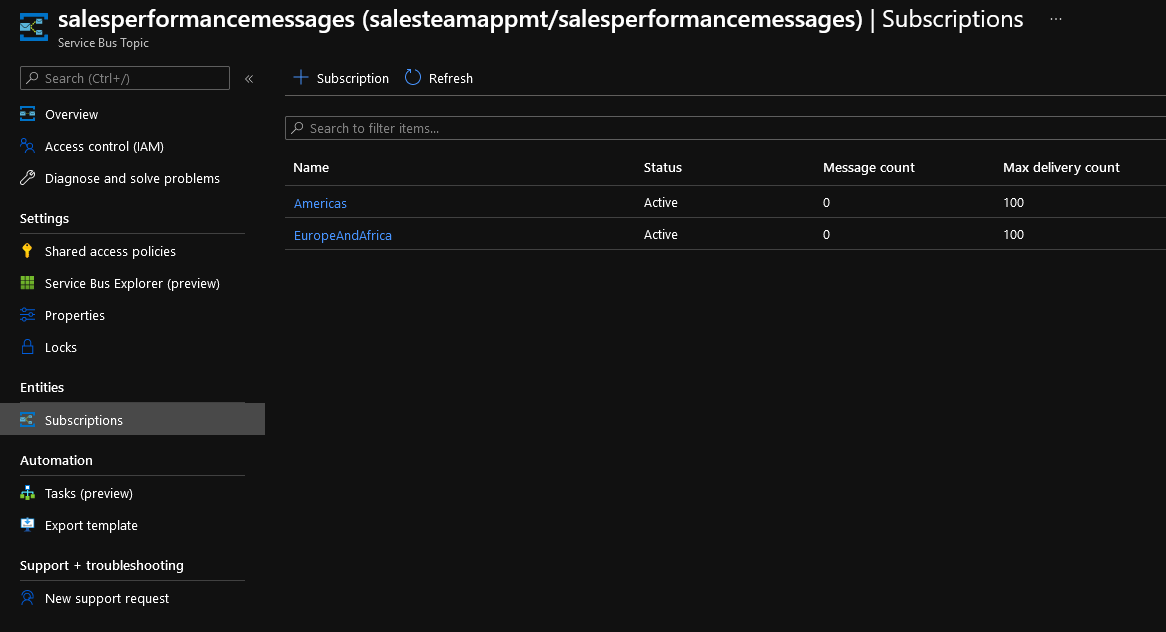 salesperformancemessages (salesteamappmt/salesperformancemessages) | Subscriptions ...
Service Bus Topic
Search (Ctrl+/)
«
Subscription Refresh
Overview
Access control (IAM)
Diagnose and solve problems
Settings
Shared access policies
Service Bus Explorer (preview)
Properties
Locks
Entities
Subscriptions
Automation
Tasks (preview)
Export template
Support + troubleshooting
New support request
Search to filter items...
Name Status Message count Max delivery count
Americas Active 0 100
EuropeAndAfrica Active 0 100